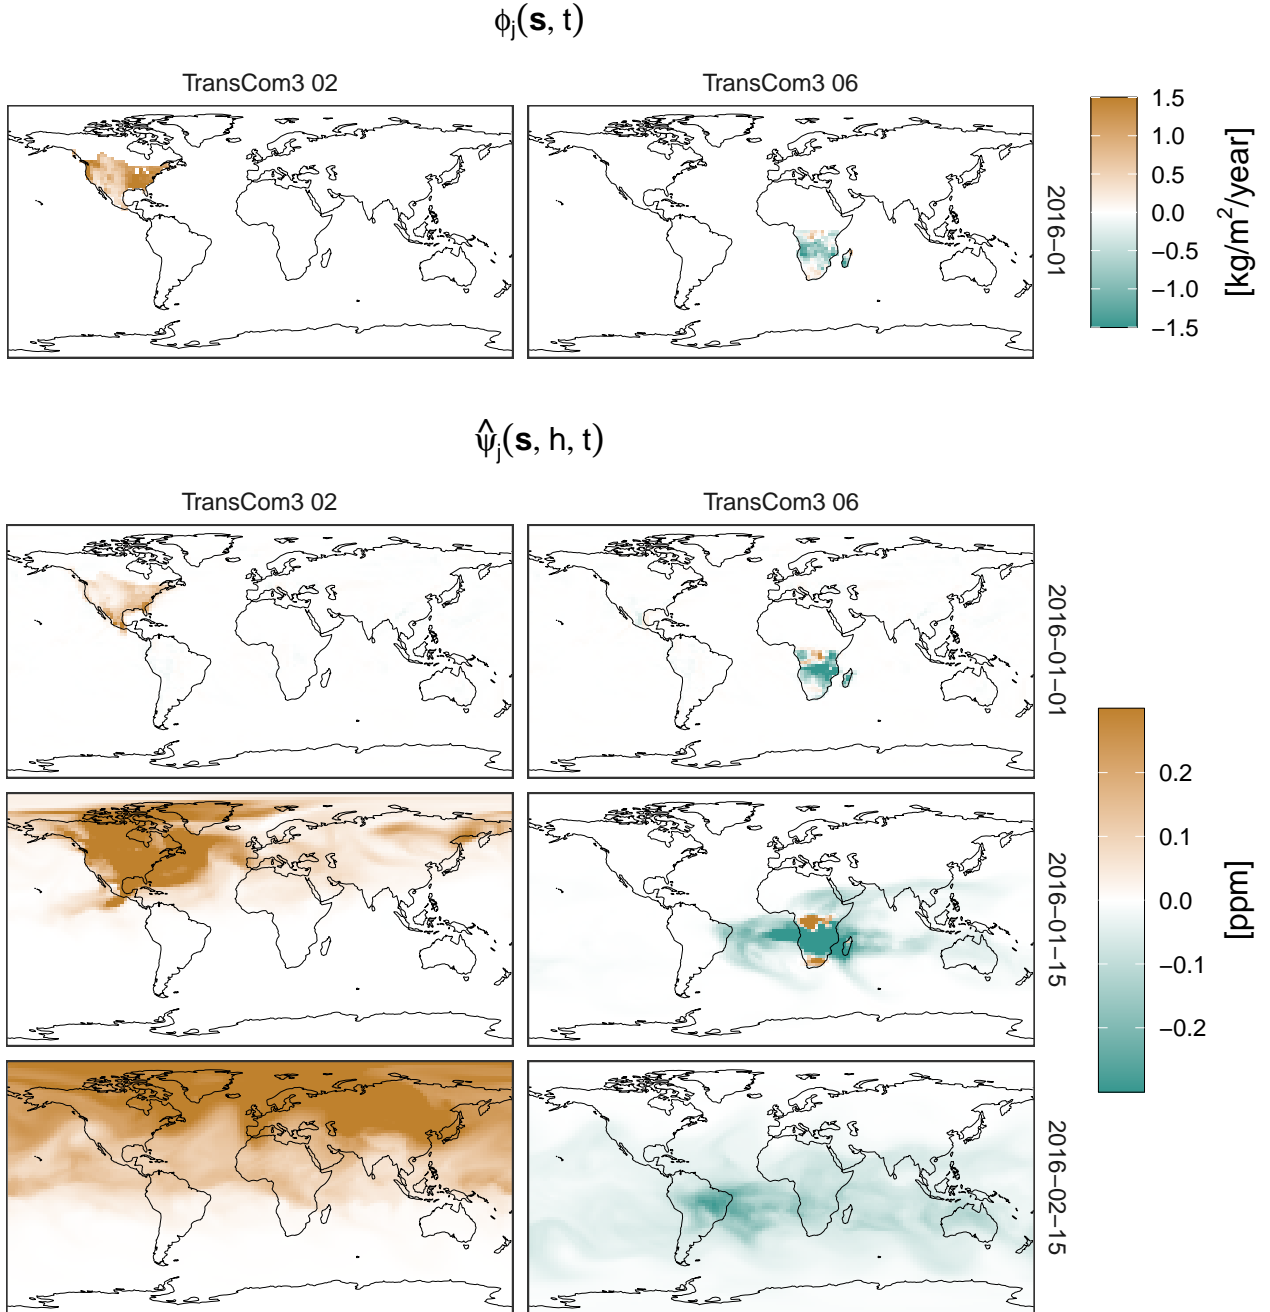 ϕj(s, t)
TransCom3 02
TransCom3 06
2016−01
1.5
1.0
0.5
0.0
−0.5
−1.0
−1.5
[kg/m²/year]
ψ̂j(s, h, t)
TransCom3 02
TransCom3 06
2016−01−01
2016−01−15
2016−02−15
0.2
0.1
0.0
−0.1
−0.2
[ppm]